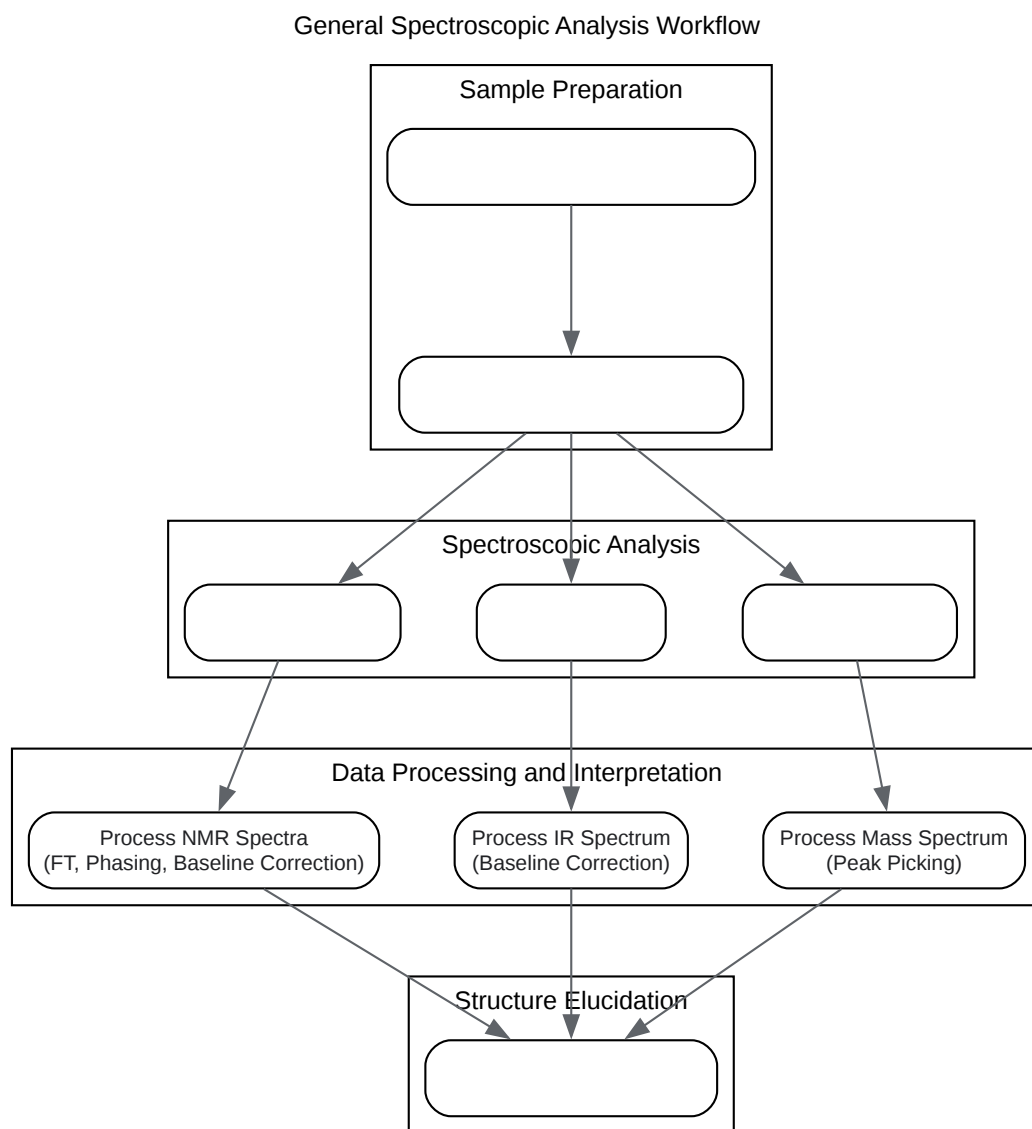 General Spectroscopic Analysis Workflow
Sample Preparation
Spectroscopic Analysis
Data Processing and Interpretation
Process NMR Spectra
(FT, Phasing, Baseline Correction)
Process IR Spectrum
(Baseline Correction)
Process Mass Spectrum
(Peak Picking)
Structure Elucidation